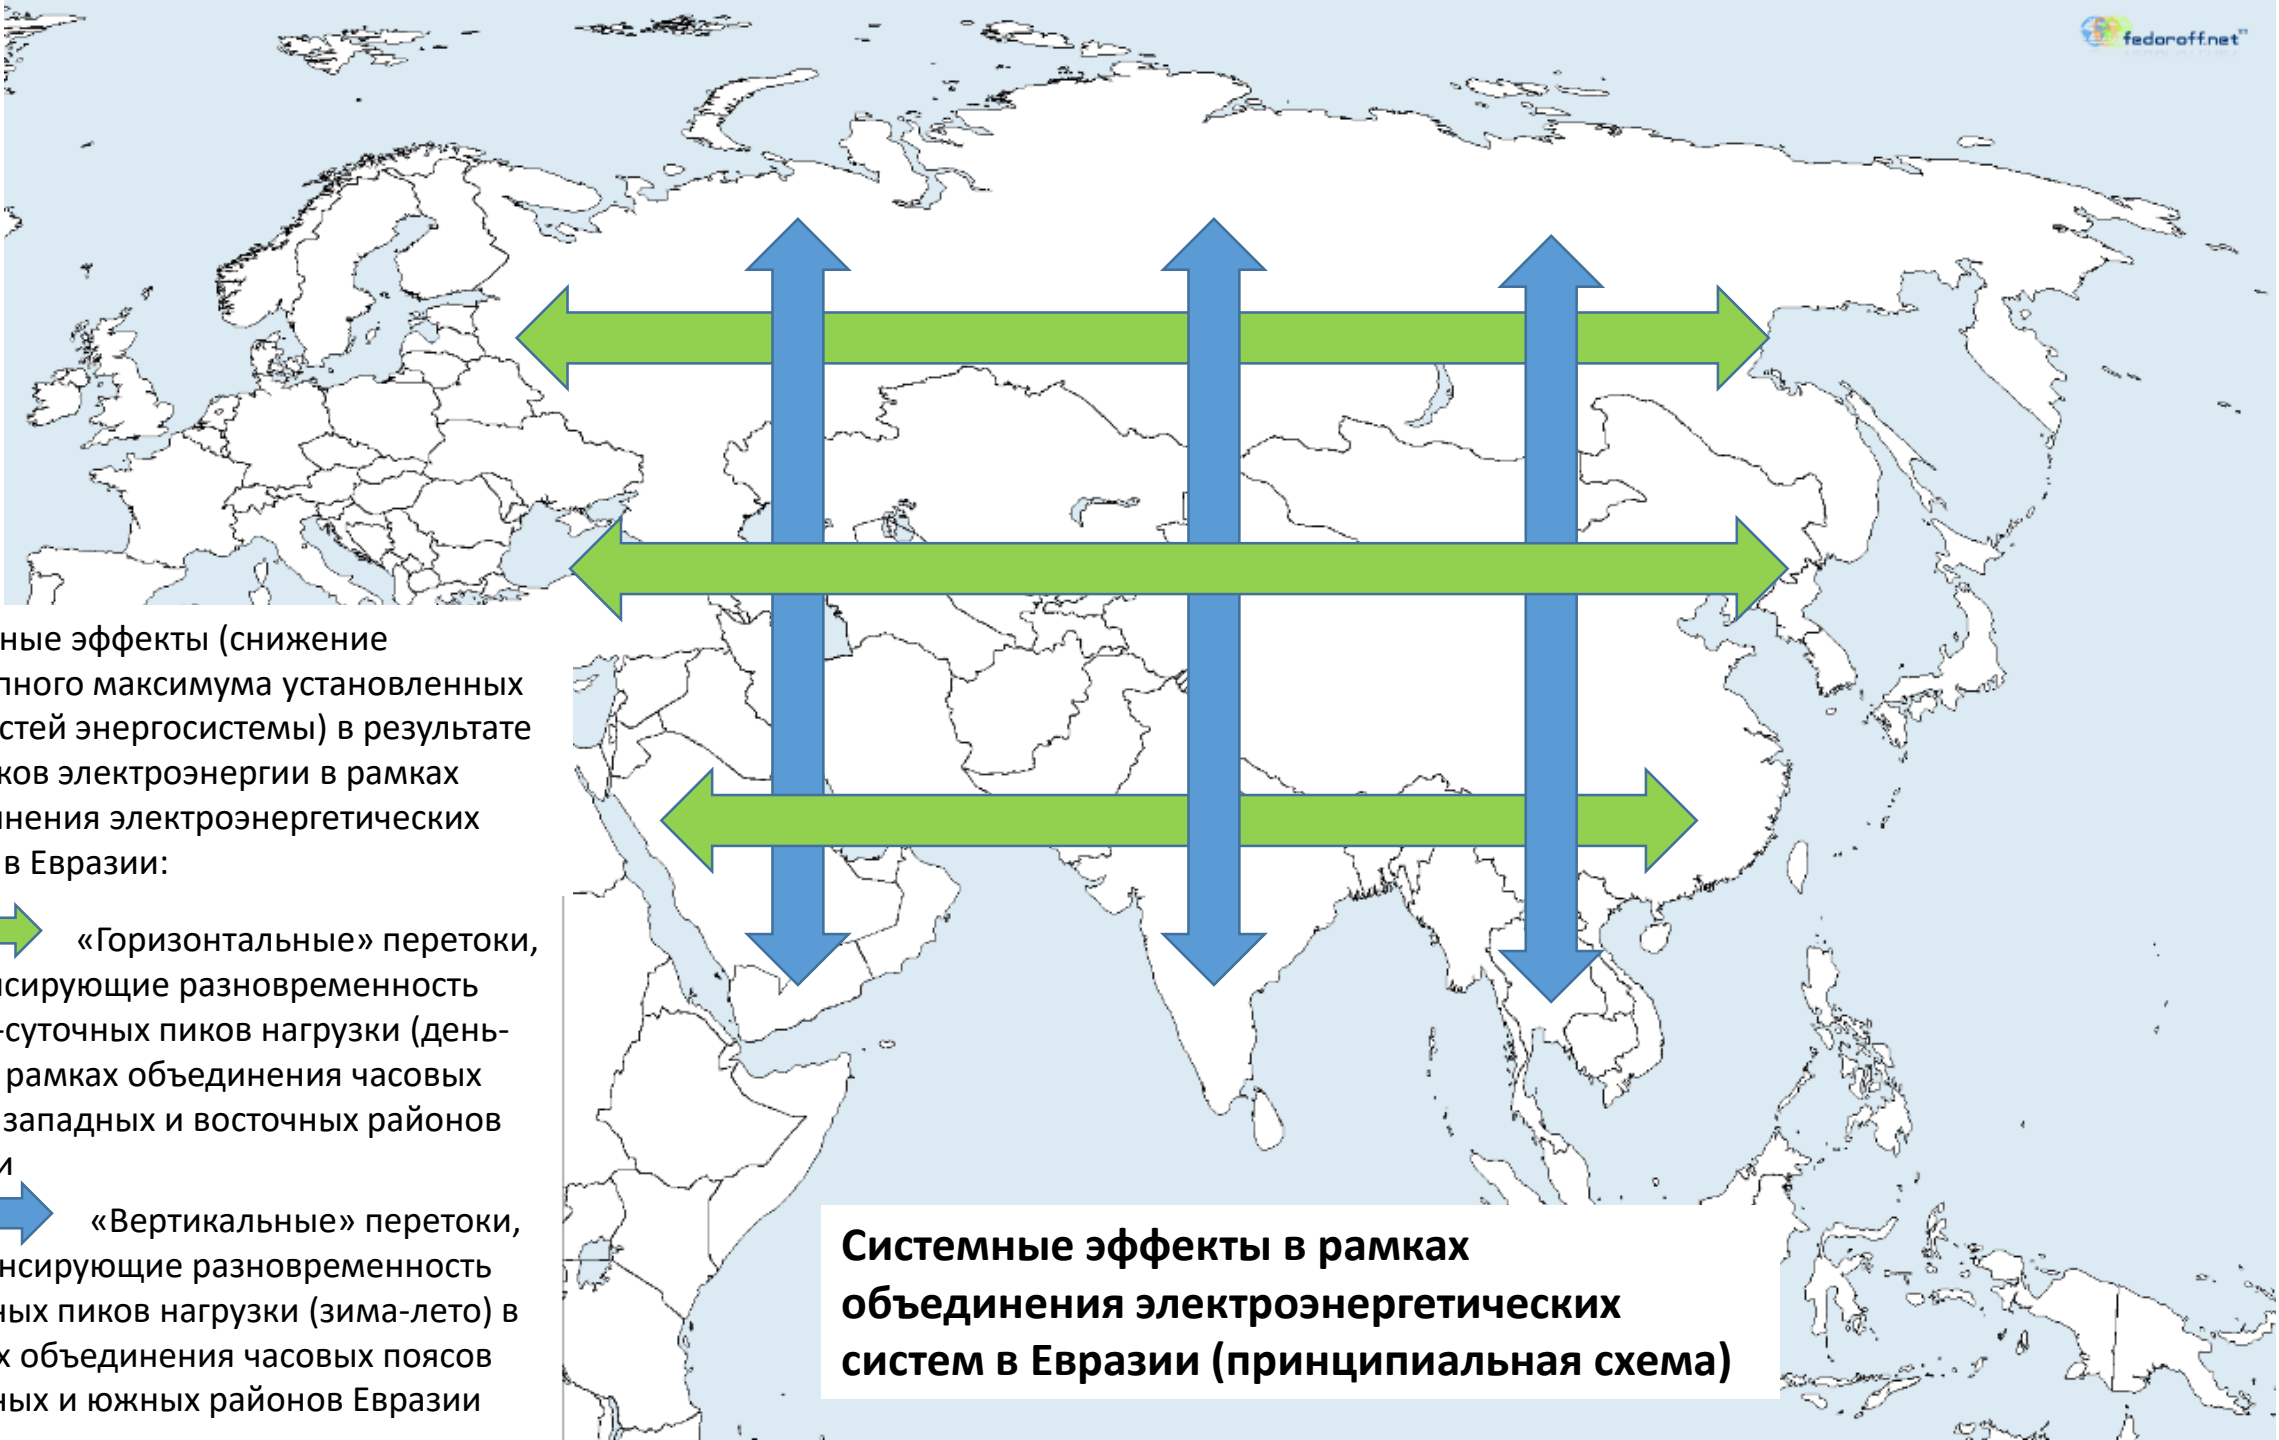 fedoroff.net
ные эффекты (снижение
пного максимума установленных
стей энергосистемы) в результате
ков электроэнергии в рамках
нения электроэнергетических
в Евразии:
«Горизонтальные» перетоки,
сирующие разновременность
-суточных пиков нагрузки (день-
рамках объединения часовых
западных и восточных районов
и
«Вертикальные» перетоки,
нсирующие разновременность
ных пиков нагрузки (зима-лето) в
х объединения часовых поясов
ных и южных районов Евразии
Системные эффекты в рамках
объединения электроэнергетических
систем в Евразии (принципиальная схема)